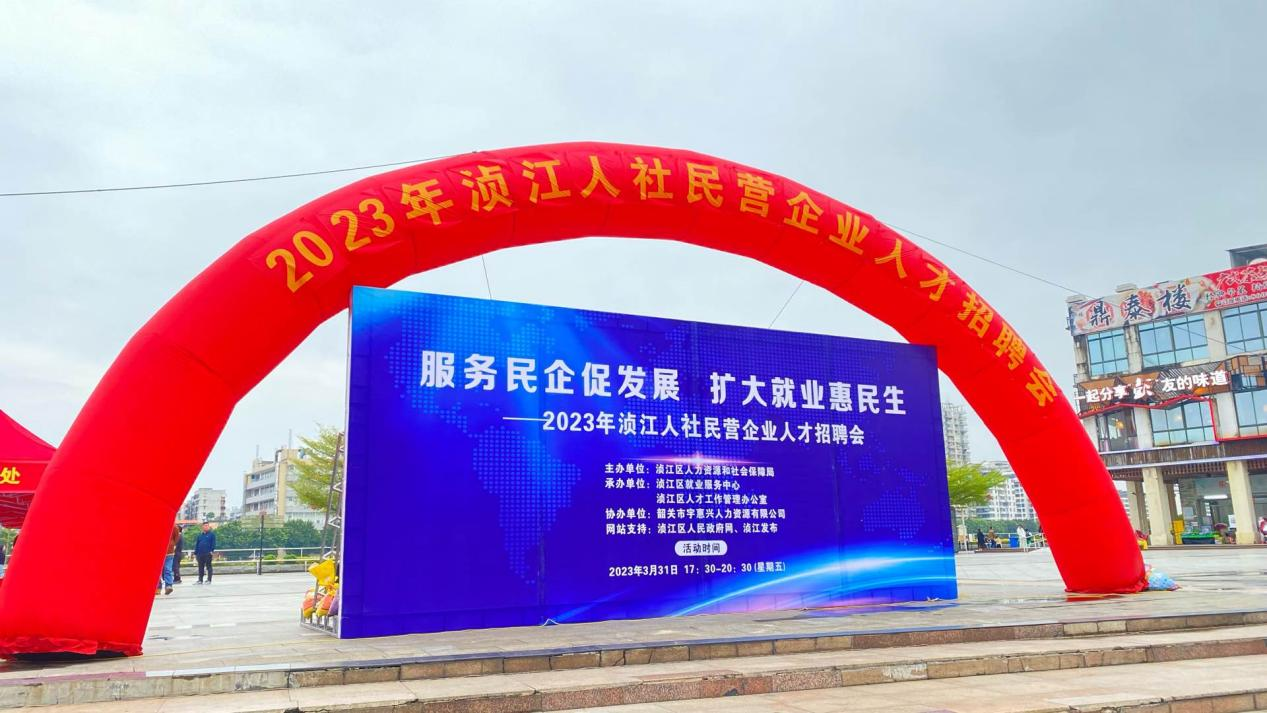 2023年浈江人社民营企业人才招聘会
服务民企促发展 扩大就业惠民生
——2023年浈江人社民营企业人才招聘会
主办单位：浈江区人力资源和社会保障局
承办单位：浈江区就业服务中心
浈江区人才工作管理办公室
协办单位：韶关市宇惠兴人力资源有限公司
网站支持：浈江区人民政府网、浈江发布
活动时间
2023年3月31日 17：30-20：30(星期五)
鼎泰楼
一起分享
友的味道
处